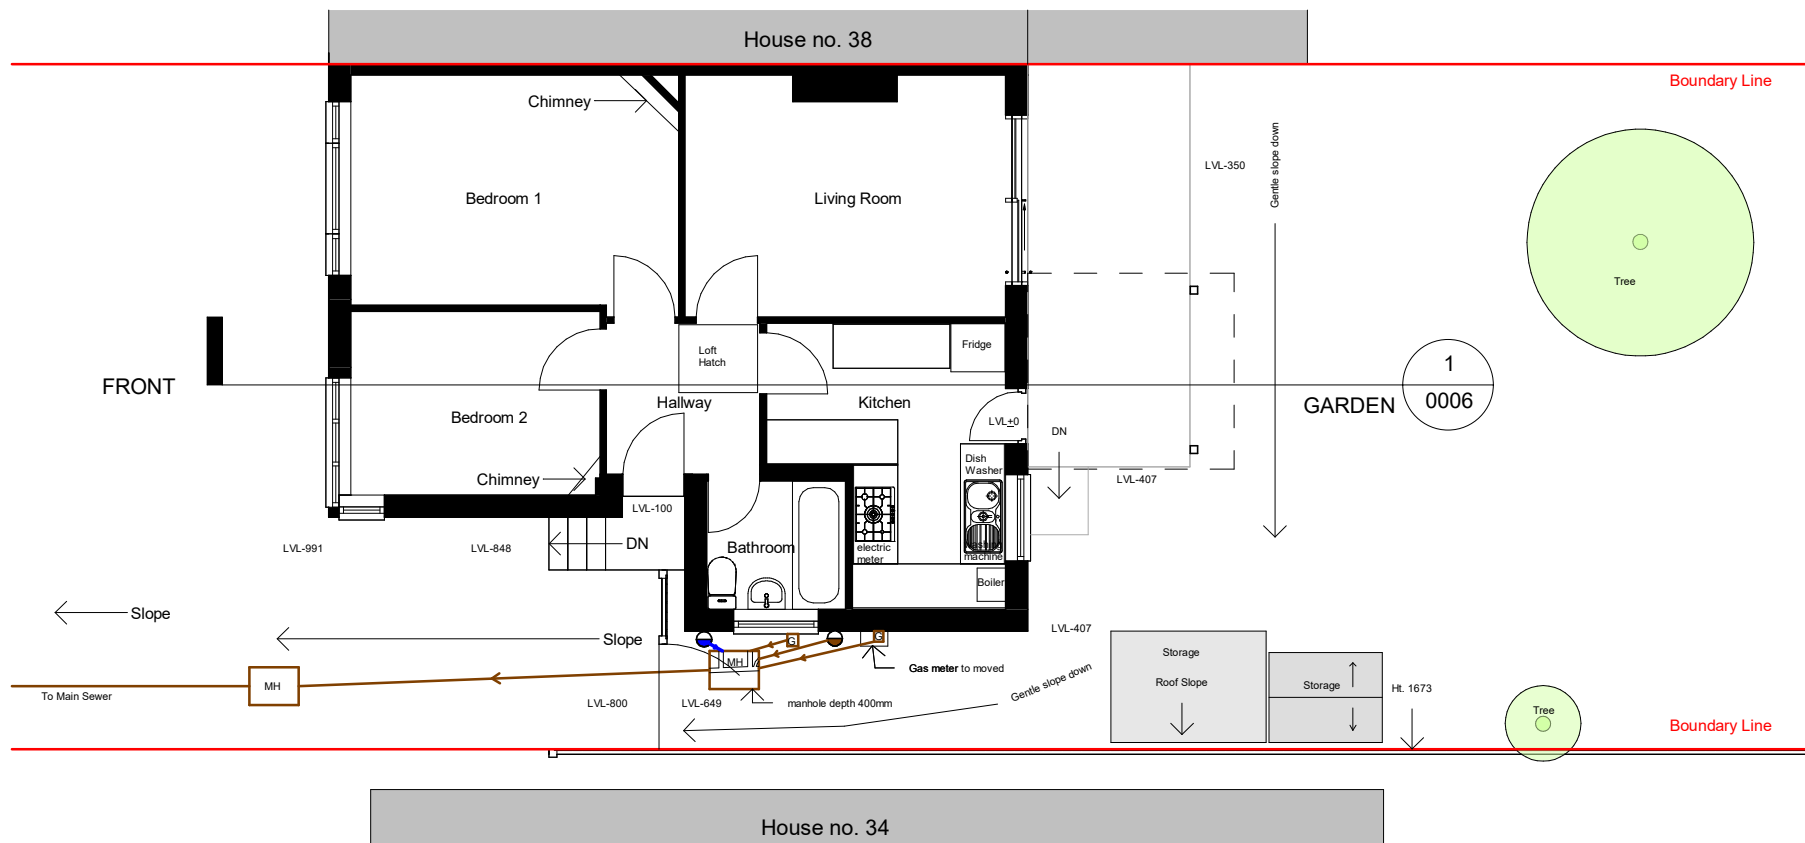 House no. 38
Boundary Line
Chimney
Gentle slope down
LVL-350
Bedroom 1
Living Room
Tree
Loft
Hatch
Fridge
1
0006
FRONT
GARDEN
Hallway
Kitchen
Bedroom 2
LVL±0
DN
Dish
Washer
Chimney
LVL-407
LVL-100
DN
LVL-991
LVL-848
Bathroom
electric
meter
machine
Boiler
Slope
Slope
LVL-407
G
G
MH
Gas meter to moved
Storage
Roof Slope
Storage
Ht. 1673
MH
To Main Sewer
Gentle slope down
LVL-800
LVL-649
manhole depth 400mm
Tree
Boundary Line
House no. 34